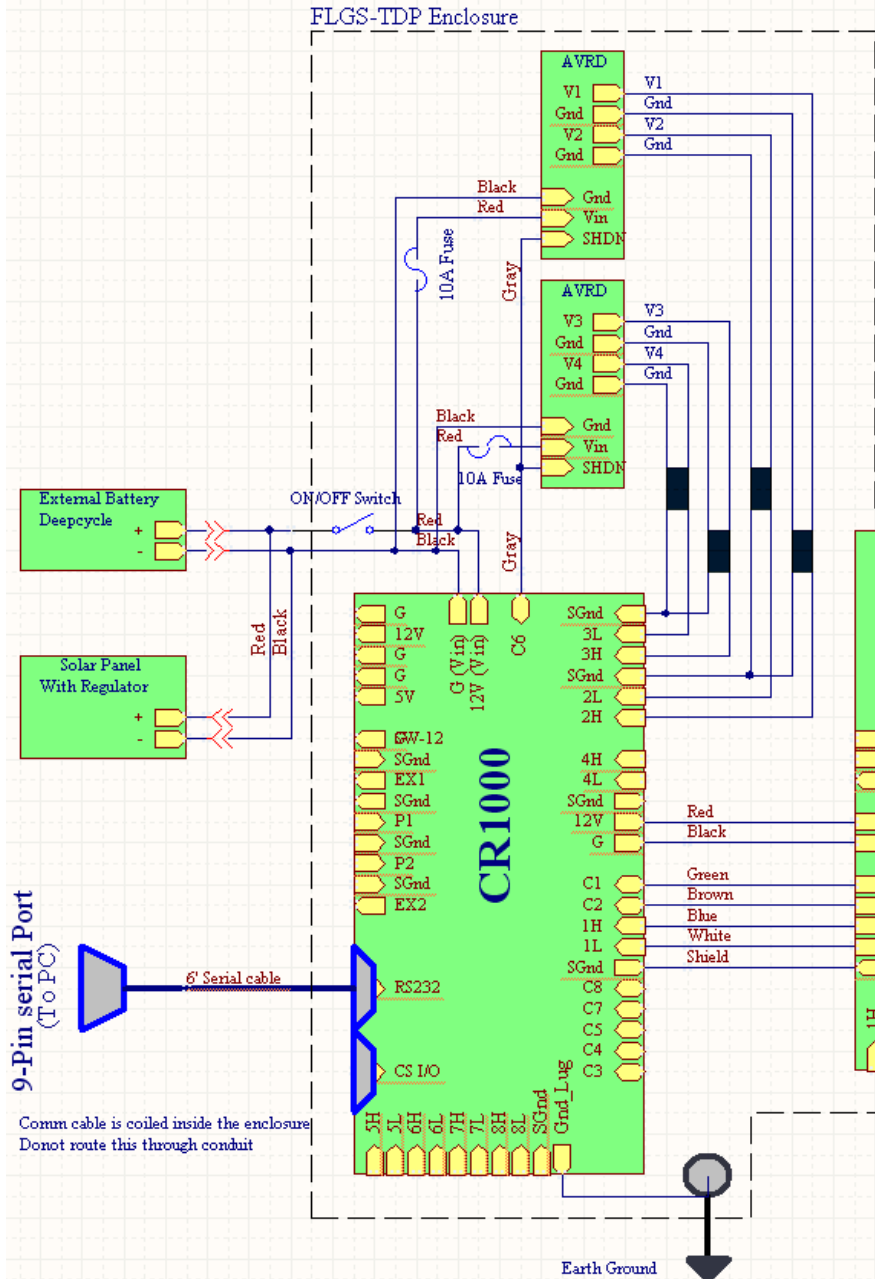 FLGS-TDP Enclosure
AVRD
V1
Gnd
V2
Gnd
Gnd
Vin
SHDN
V1
Gnd
V2
Gnd
Black
Red
10A Fuse
Gray
AVRD
V3
Gnd
V4
Gnd
Gnd
Vin
SHDN
V3
Gnd
V4
Gnd
Black
Red
10A Fuse
External Battery
Deepcycle
+
-
ON/OFF Switch
Red
Black
Gray
Red
Black
Solar Panel
With Regulator
+
-
G
12V
G
G
5V
SW-12
SGnd
EX1
SGnd
P1
SGnd
P2
SGnd
EX2
RS232
CS I/O
G (Vin)
12V (Vin)
C6
CR1000
SGnd
3L
3H
SGnd
2L
2H
4H
4L
SGnd
12V
G
C1
C2
1H
1L
SGnd
C8
C7
C5
C4
C3
Red
Black
Green
Brown
Blue
White
Shield
1H
9-Pin serial Port
(To PC)
6' Serial cable
Comm cable is coiled inside the enclosure
Donot route this through conduit
5H
5L
6H
6L
7H
7L
8H
8L
SGnd
Gnd_Lug
Earth Ground